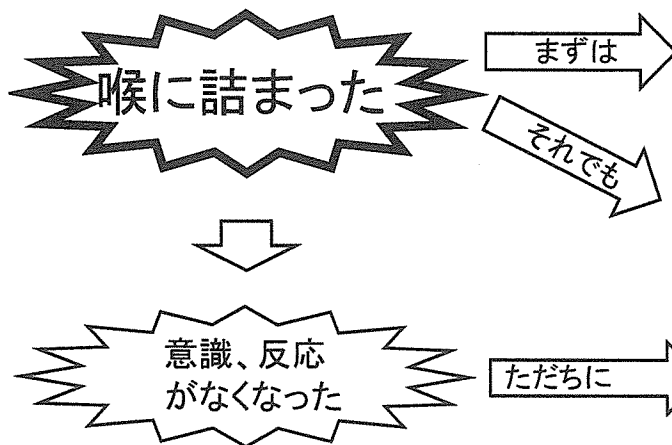 喉に詰まった
まずは
それでも
意識、反応
がなくなった
ただちに